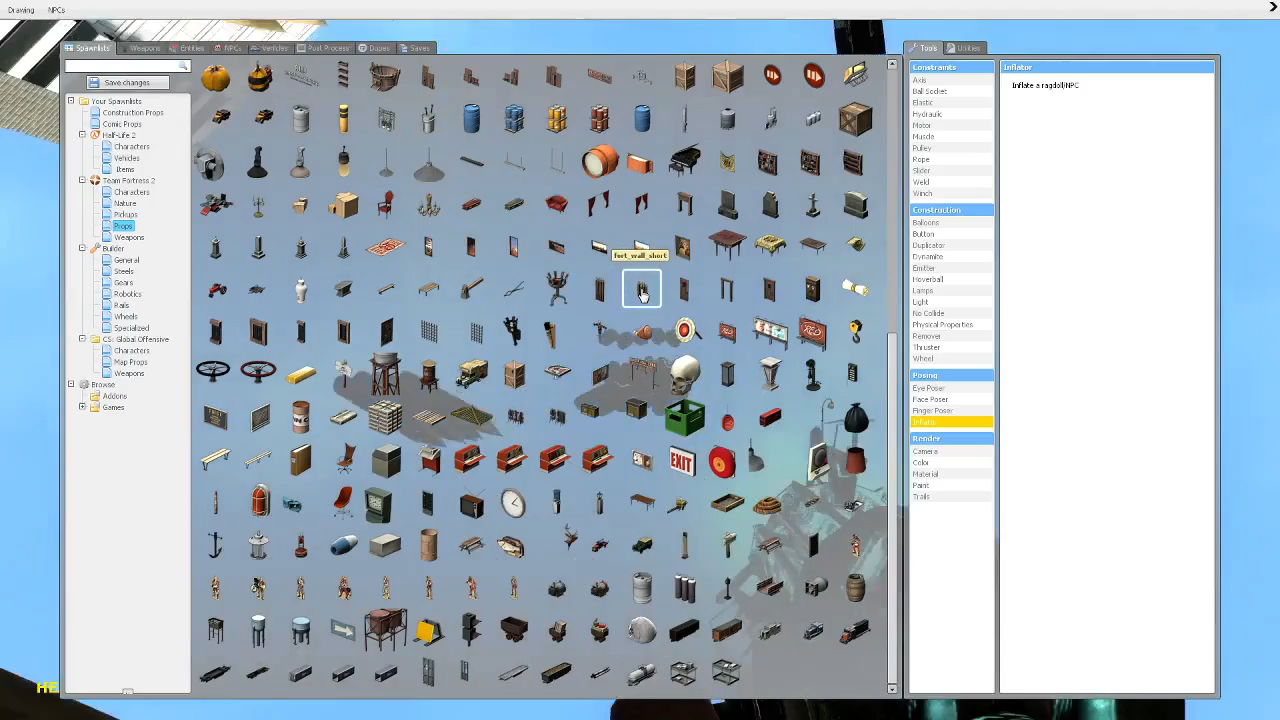 Drawing NPCs
Spawnlists Weapons Entities NPCs Vehicles Post Process Dupes Saves
Save changes
Your Spawnlists
Construction Props
Comic Props
Half-Life 2
Characters
Vehicles
Items
Team Fortress 2
Characters
Nature
Pickups
Props
Weapons
Builder
General
Steels
Gears
Robotics
Rails
Wheels
Specialized
CS: Global Offensive
Characters
Map Props
Weapons
Browse
Addons
Games
fort_wall_short
RED
EXIT
HE
Tools Utilities
Constraints
Axis
Ball Socket
Elastic
Hydraulic
Motor
Muscle
Pulley
Rope
Slider
Weld
Winch
Construction
Balloons
Button
Duplicator
Dynamite
Emitter
Hoverball
Lamps
Light
No Collide
Physical Properties
Remover
Thruster
Wheel
Posing
Eye Poser
Face Poser
Finger Poser
Inflator
Render
Camera
Color
Material
Paint
Trails
Inflator
Inflate a ragdoll/NPC